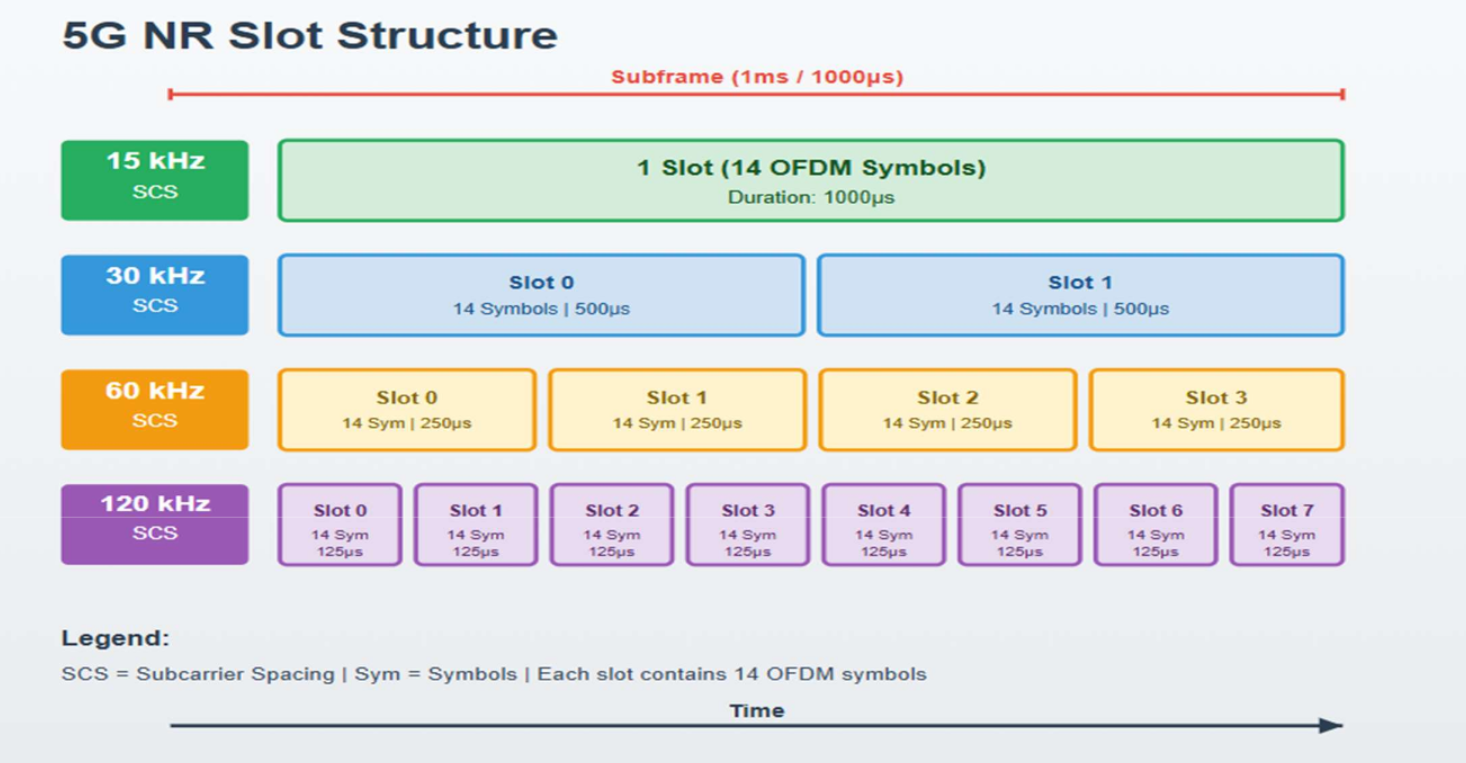 5G NR Slot Structure
Subframe (1ms / 1000µs)
15 kHz
SCS
1 Slot (14 OFDM Symbols)
Duration: 1000µs
30 kHz
SCS
Slot 0
14 Symbols | 500µs
Slot 1
14 Symbols | 500µs
60 kHz
SCS
Slot 0
14 Sym | 250µs
Slot 1
14 Sym | 250µs
Slot 2
14 Sym | 250µs
Slot 3
14 Sym | 250µs
120 kHz
SCS
Slot 0
14 Sym
125µs
Slot 1
14 Sym
125µs
Slot 2
14 Sym
125µs
Slot 3
14 Sym
125µs
Slot 4
14 Sym
125µs
Slot 5
14 Sym
125µs
Slot 6
14 Sym
125µs
Slot 7
14 Sym
125µs
Legend:
SCS = Subcarrier Spacing | Sym = Symbols | Each slot contains 14 OFDM symbols
Time